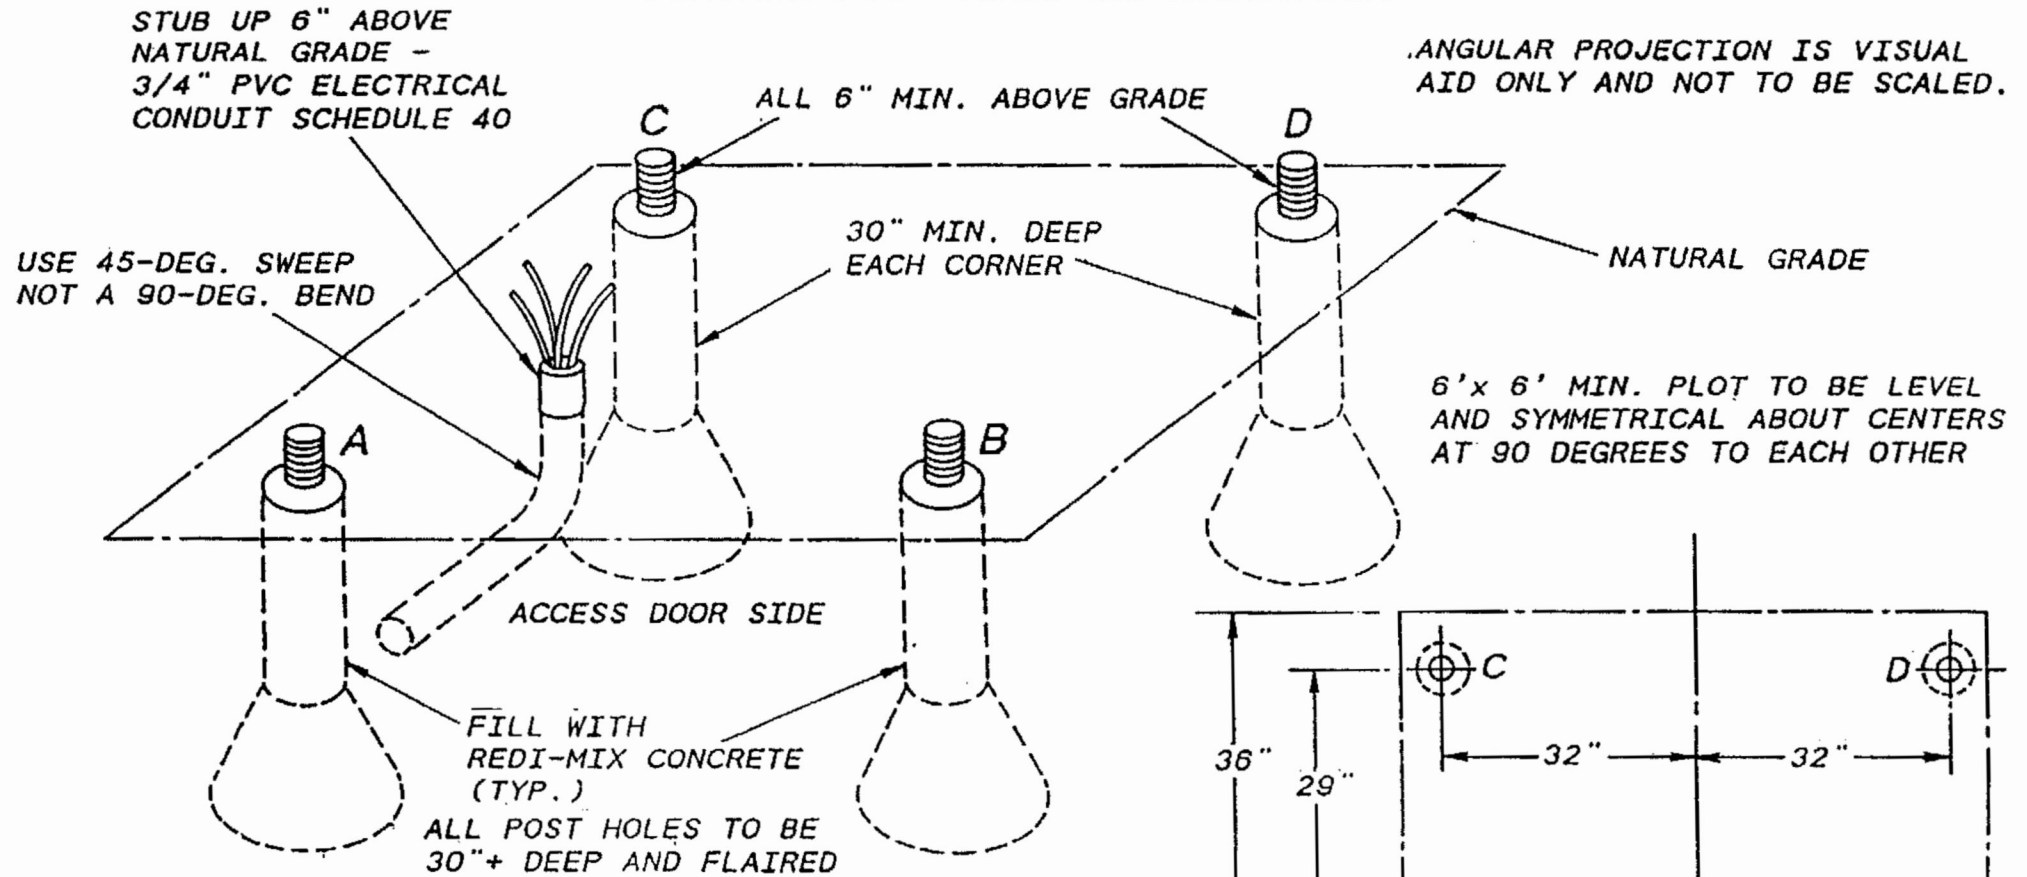 STUB UP 6" ABOVE
NATURAL GRADE -
3/4" PVC ELECTRICAL
CONDUIT SCHEDULE 40
C
ALL 6" MIN. ABOVE GRADE
D
ANGULAR PROJECTION IS VISUAL
AID ONLY AND NOT TO BE SCALED.
USE 45-DEG. SWEEP
NOT A 90-DEG. BEND
30" MIN. DEEP
EACH CORNER
NATURAL GRADE
6'x 6' MIN. PLOT TO BE LEVEL
AND SYMMETRICAL ABOUT CENTERS
AT 90 DEGREES TO EACH OTHER
A
B
ACCESS DOOR SIDE
FILL WITH
REDI-MIX CONCRETE
(TYP.)
ALL POST HOLES TO BE
30"+ DEEP AND FLAIRED
C
D
36"
29"
32"
32"